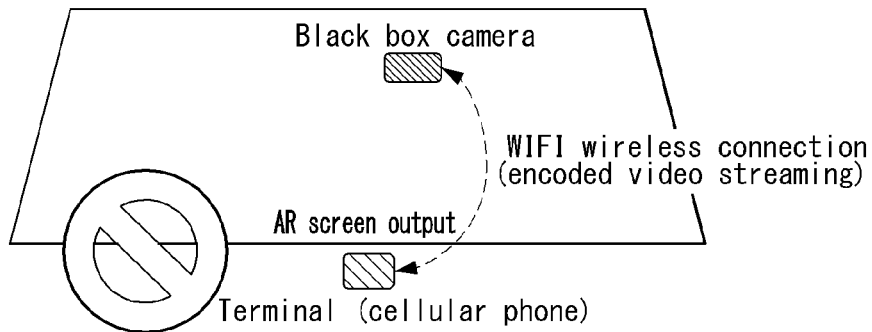 Black box camera
WIFI wireless connection
(encoded video streaming)
AR screen output
Terminal (cellular phone)